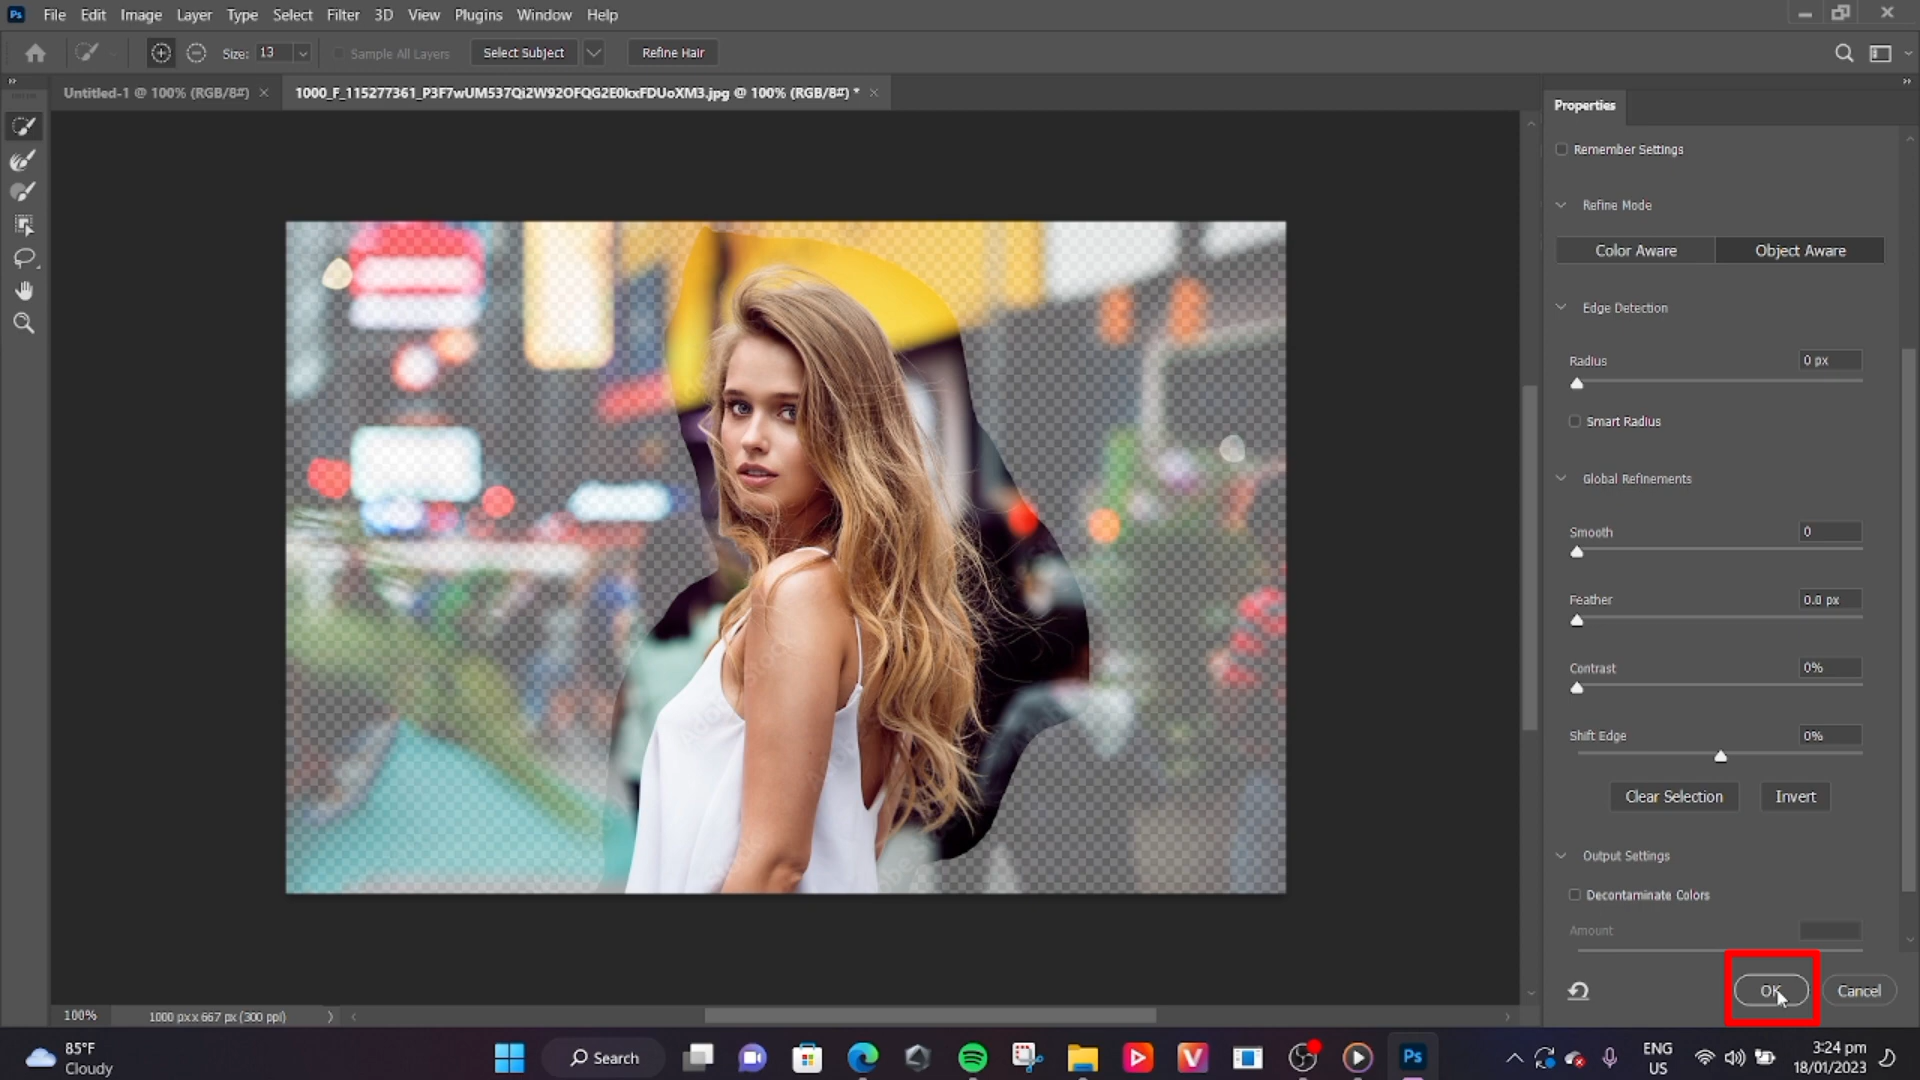 Ps File Edit Image Layer Type Select Filter 3D View Plugins Window Help
Size: 13 Sample All Layers Select Subject Refine Hair
Untitled-1 @ 100% (RGB/8#) × 1000_F_115277361_P3F7wUM537Qi2W92OFQG2E0kxFDUoXM3.jpg @ 100% (RGB/8#) * ×
Properties
Remember Settings
Refine Mode
Color Aware Object Aware
Edge Detection
Radius 0 px
Smart Radius
Global Refinements
Smooth 0
Feather 0.0 px
Contrast 0%
Shift Edge 0%
Clear Selection Invert
Output Settings
Decontaminate Colors
Amount
OK Cancel
100% 1000 px x 667 px (300 ppi)
85°F
Cloudy
Search
Ps
ENG
US
3:24 pm
18/01/2023